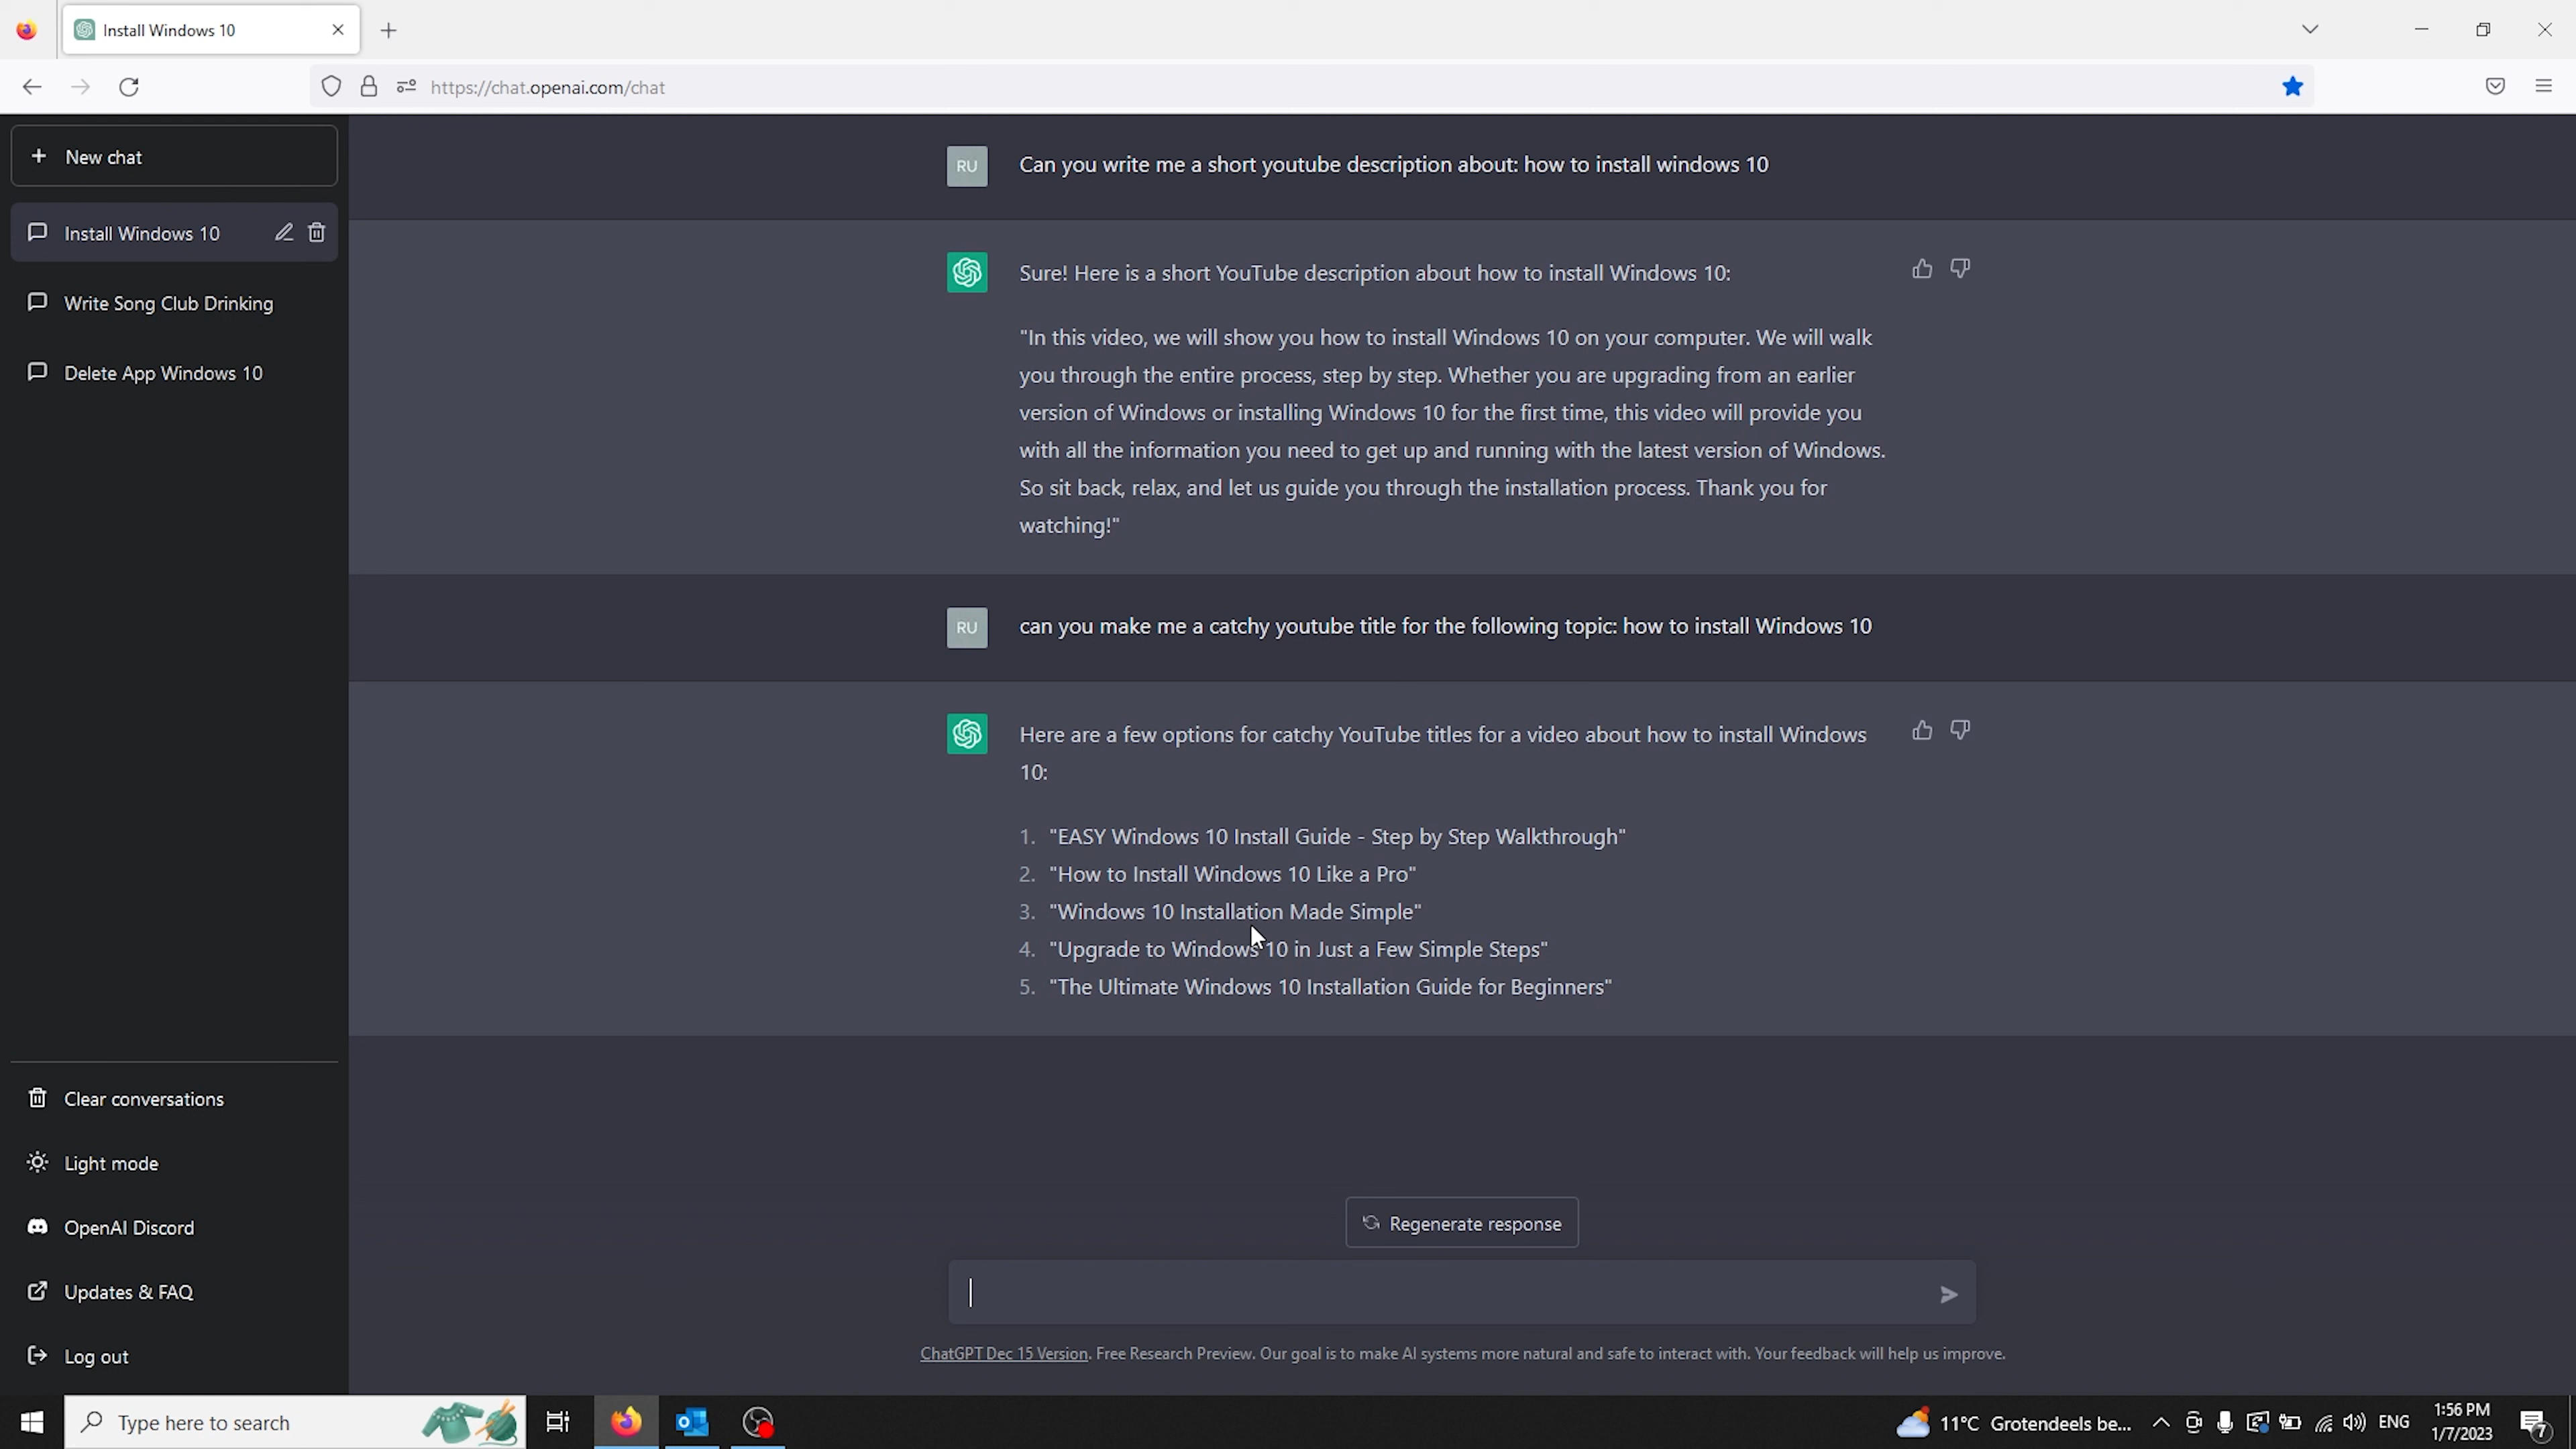 Install Windows 10
https://chat.openai.com/chat
New chat
Install Windows 10
Write Song Club Drinking
Delete App Windows 10
Clear conversations
Light mode
OpenAI Discord
Updates & FAQ
Log out
RU
Can you write me a short youtube description about: how to install windows 10
Sure! Here is a short YouTube description about how to install Windows 10:
"In this video, we will show you how to install Windows 10 on your computer. We will walk
you through the entire process, step by step. Whether you are upgrading from an earlier
version of Windows or installing Windows 10 for the first time, this video will provide you
with all the information you need to get up and running with the latest version of Windows.
So sit back, relax, and let us guide you through the installation process. Thank you for
watching!"
RU
can you make me a catchy youtube title for the following topic: how to install Windows 10
Here are a few options for catchy YouTube titles for a video about how to install Windows
10:
1. "EASY Windows 10 Install Guide - Step by Step Walkthrough"
2. "How to Install Windows 10 Like a Pro"
3. "Windows 10 Installation Made Simple"
4. "Upgrade to Windows 10 in Just a Few Simple Steps"
5. "The Ultimate Windows 10 Installation Guide for Beginners"
Regenerate response
ChatGPT Dec 15 Version. Free Research Preview. Our goal is to make AI systems more natural and safe to interact with. Your feedback will help us improve.
Type here to search
11°C Grotendeels be...
ENG
1:56 PM
1/7/2023
7